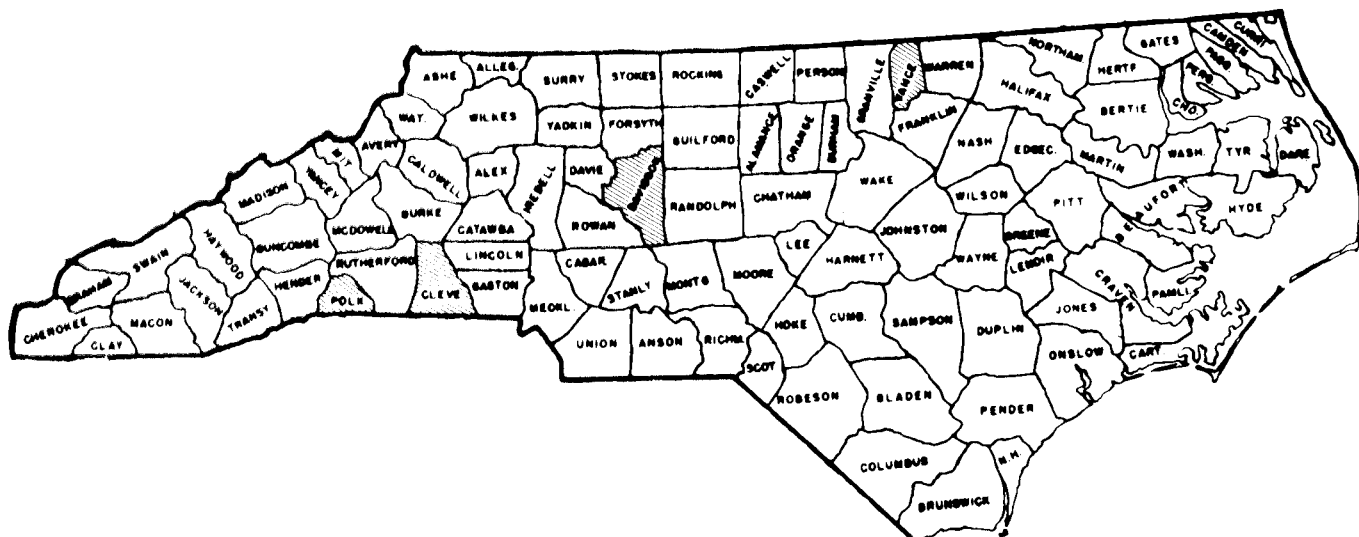 ASHE
ALLEG.
SURRY
STOKES
ROCKING
CASWELL
PERSON
GRANVILLE
VANCE
WARREN
NORTHAM
HALIFAX
HERTF
GATES
CAMDEN
CURRI
PASQ
PERQ
CHO.
BERTIE
WAT.
WILKES
YADKIN
FORSYTH
GUILFORD
ALAMANCE
ORANGE
DURHAM
FRANKLIN
NASH
EDGEC.
MARTIN
WASH.
TYR
DARE
AVERY
MIT
YANCEY
CALDWELL
ALEX
IREDELL
DAVIE
DAVIDSON
RANDOLPH
CHATHAM
WAKE
WILSON
PITT
BEAUFORT
HYDE
MADISON
HAYWOOD
BUNCOMBE
MCDOWELL
BURKE
CATAWBA
ROWAN
LINCOLN
CABAR.
LEE
JOHNSTON
GREENE
WAYNE
LENOIR
CRAVEN
PAMLI.
SWAIN
GRAHAM
CHEROKEE
CLAY
MACON
JACKSON
TRANSY
HENDER
POLK
RUTHERFORD
CLEVE
GASTON
MECKL.
STANLY
MONTG
MOORE
HARNETT
UNION
ANSON
RICHM.
SCOT
HOKE
CUMB.
SAMPSON
DUPLIN
JONES
ONSLOW
CART.
ROBESON
BLADEN
PENDER
COLUMBUS
N.H.
BRUNSWICK